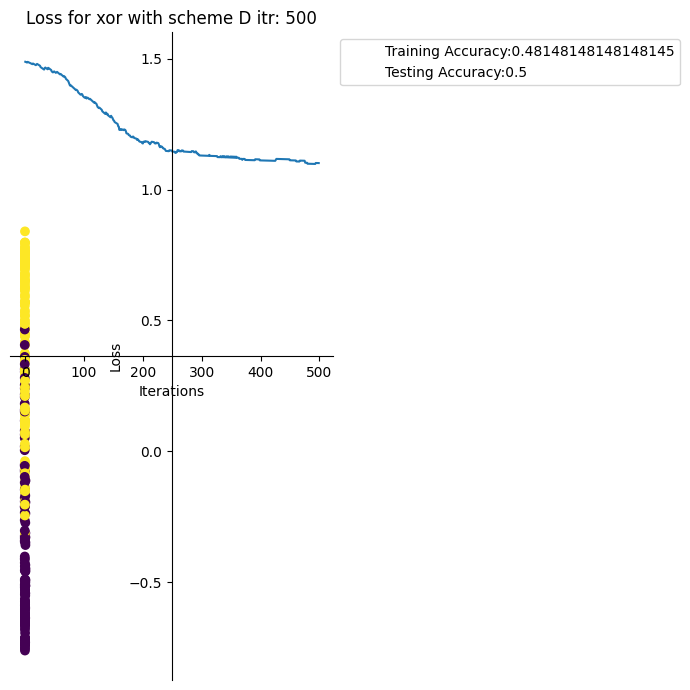 Loss for xor with scheme D itr: 500
Training Accuracy:0.48148148148148145
Testing Accuracy:0.5
1.5
1.0
0.5
Loss
0 100 200 300 400 500
Iterations
0.0
−0.5